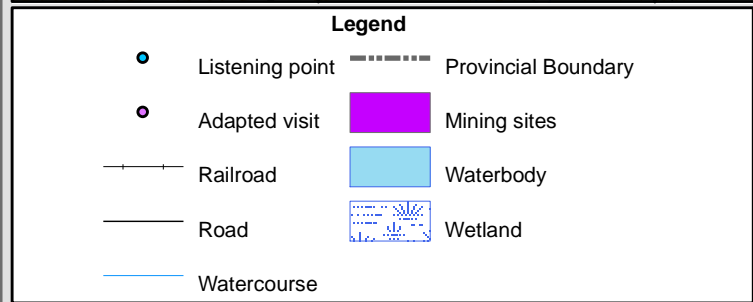 Legend
Listening point
Provincial Boundary
Adapted visit
Mining sites
Railroad
Waterbody
Road
Wetland
Watercourse